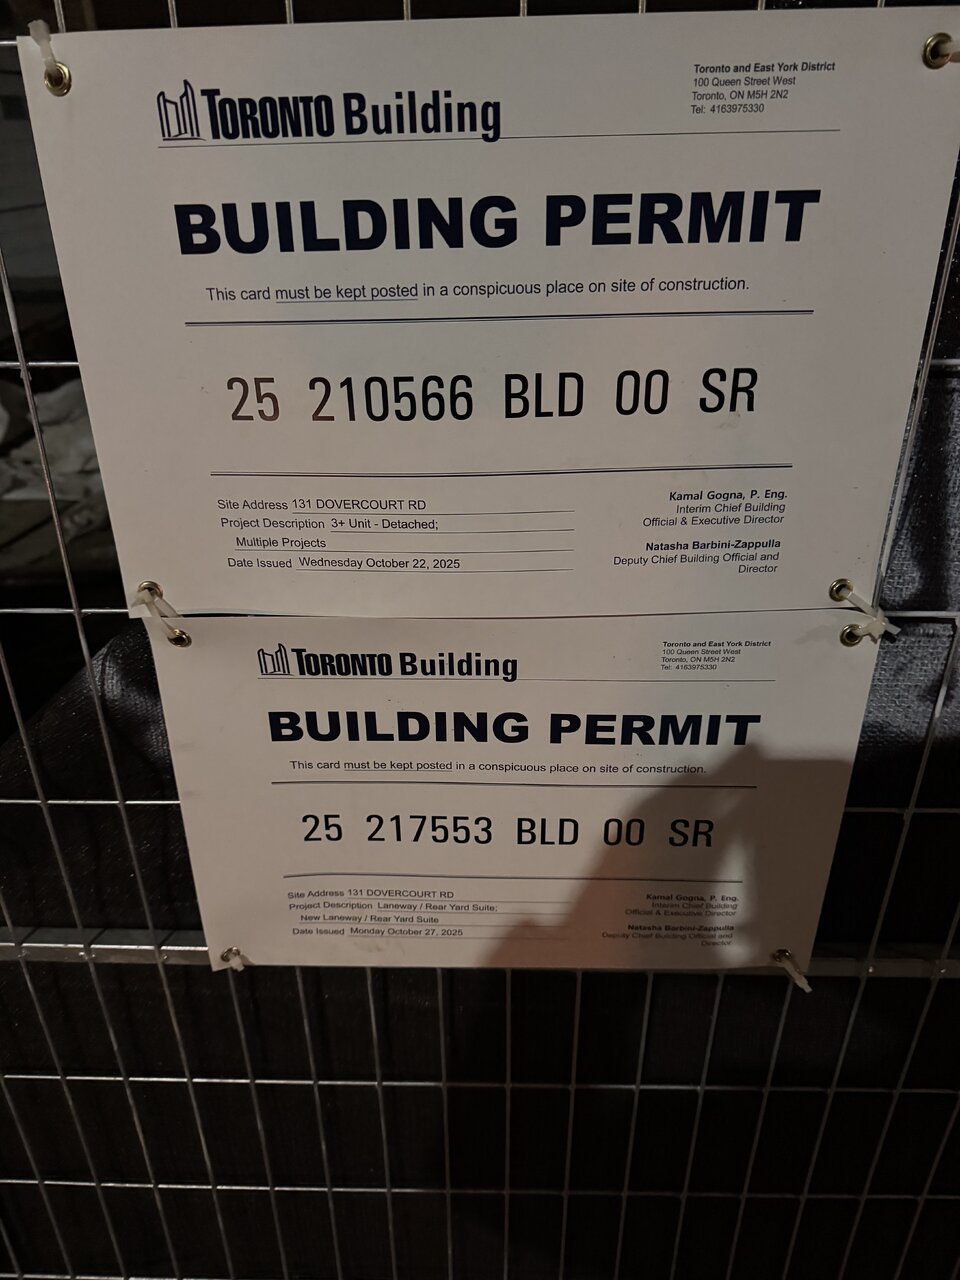 TORONTO Building
Toronto and East York District
100 Queen Street West
Toronto, ON M5H 2N2
Tel: 4163975330
BUILDING PERMIT
This card must be kept posted in a conspicuous place on site of construction.
25 210566 BLD 00 SR
Site Address 131 DOVERCOURT RD
Project Description 3+ Unit - Detached;
Multiple Projects
Date Issued Wednesday October 22, 2025
Kamal Gogna, P. Eng.
Interim Chief Building
Official & Executive Director
Natasha Barbini-Zappulla
Deputy Chief Building Official and
Director
TORONTO Building
Toronto and East York District
100 Queen Street West
Toronto, ON M5H 2N2
Tel: 4163975330
BUILDING PERMIT
This card must be kept posted in a conspicuous place on site of construction.
25 217553 BLD 00 SR
Site Address 131 DOVERCOURT RD
Project Description Laneway / Rear Yard Suite;
New Laneway / Rear Yard Suite
Date Issued Monday October 27, 2025
Kamal Gogna, P. Eng.
Interim Chief Building
Official & Executive Director
Natasha Barbini-Zappulla
Deputy Chief Building Official and
Director